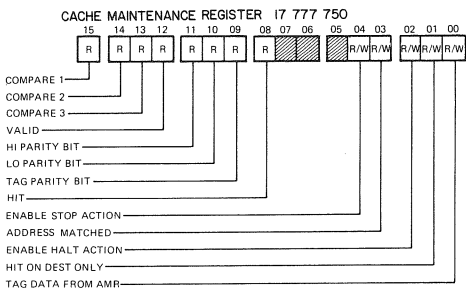 CACHE MAINTENANCE REGISTER 17 777 750
15 14 13 12 11 10 09 08 07 06 05 04 03 02 01 00
R R R R R R R R R/W R/W R/W R/W R/W
COMPARE 1
COMPARE 2
COMPARE 3
VALID
HI PARITY BIT
LO PARITY BIT
TAG PARITY BIT
HIT
ENABLE STOP ACTION
ADDRESS MATCHED
ENABLE HALT ACTION
HIT ON DEST ONLY
TAG DATA FROM AMR